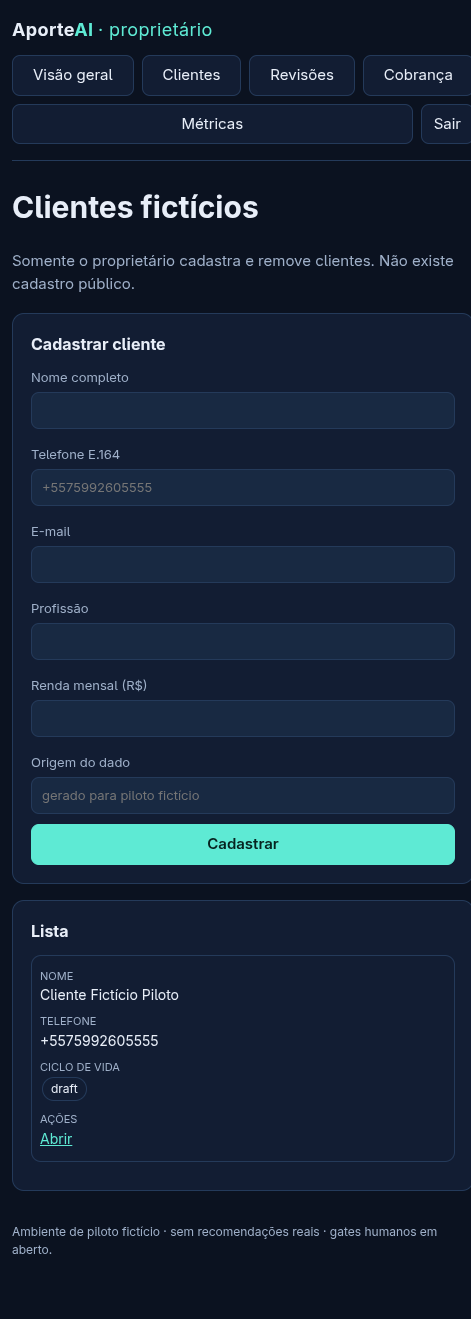 AporteAI · proprietário
Visão geral
Clientes
Revisões
Cobrança
Métricas
Sair
Clientes fictícios
Somente o proprietário cadastra e remove clientes. Não existe
cadastro público.
Cadastrar cliente
Nome completo
Telefone E.164
+5575992605555
E-mail
Profissão
Renda mensal (R$)
Origem do dado
gerado para piloto fictício
Cadastrar
Lista
NOME
Cliente Fictício Piloto
TELEFONE
+5575992605555
CICLO DE VIDA
draft
AÇÕES
Abrir
Ambiente de piloto fictício · sem recomendações reais · gates humanos em
aberto.